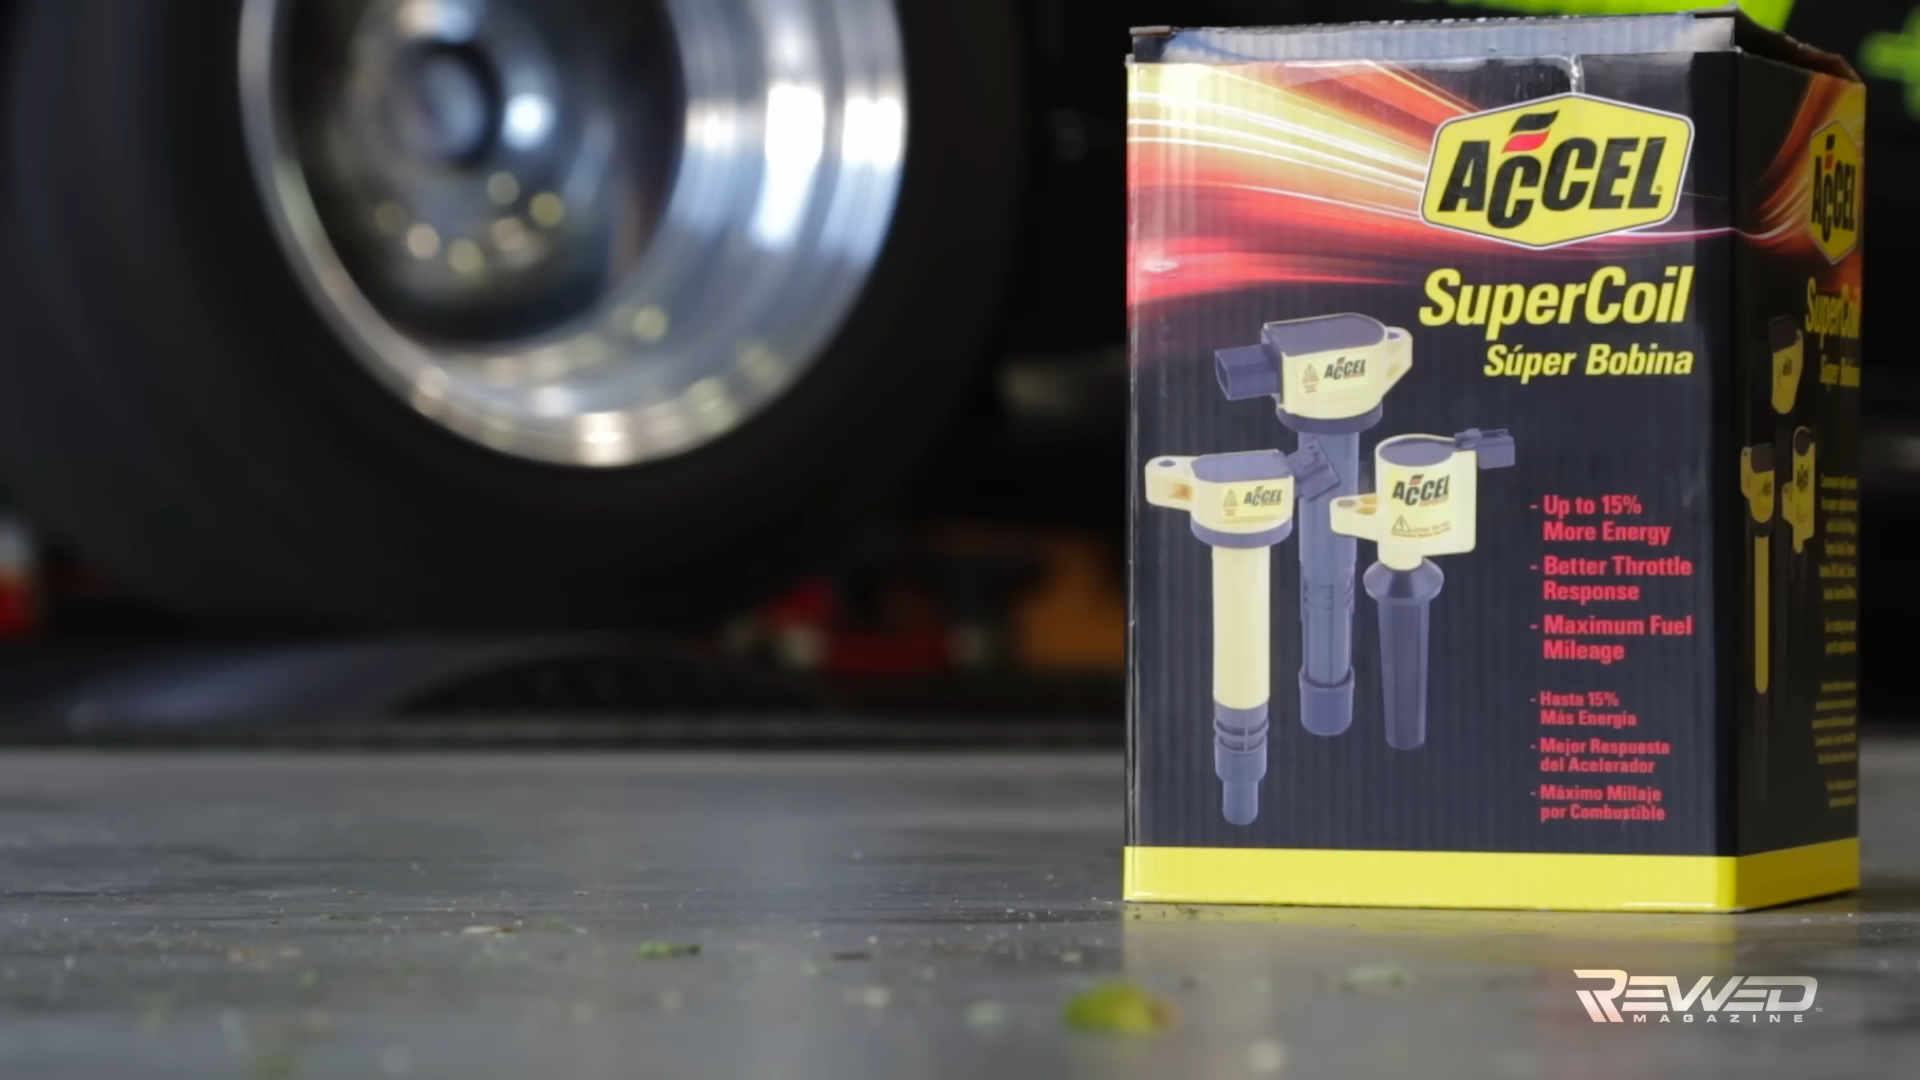 ACCEL
SuperCoil
Súper Bobina
ACCEL
ACCEL
ACCEL
- Up to 15%
More Energy
- Better Throttle
Response
- Maximum Fuel
Mileage
- Hasta 15%
Más Energía
- Mejor Respuesta
del Acelerador
- Máximo Millaje
por Combustible
ACCEL
SuperCoil
Súper Bobina
REVVED
MAGAZINE